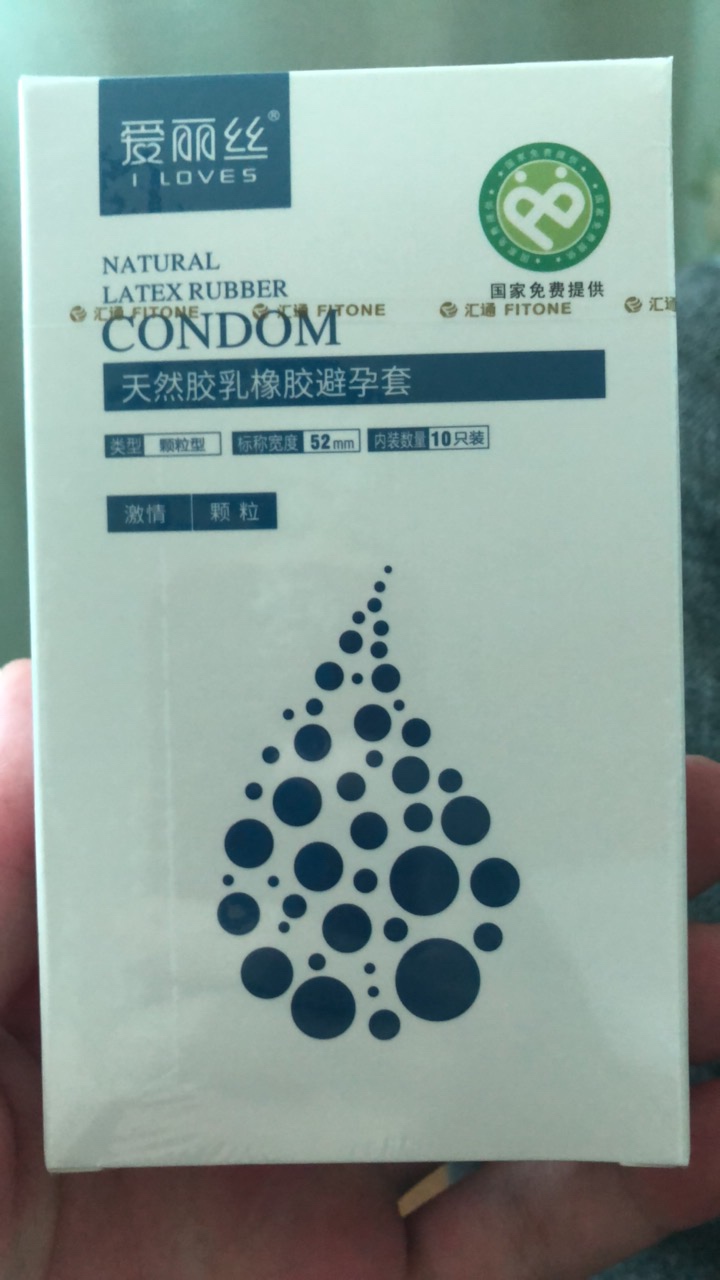 爱丽丝®
I LOVES
国家免费提供
NATURAL
LATEX RUBBER
汇通 FITONE 汇通 FITONE 汇通 FITONE 汇通
CONDOM
天然胶乳橡胶避孕套
类型 颗粒型 标称宽度 52mm 内装数量 10只装
激情 颗粒